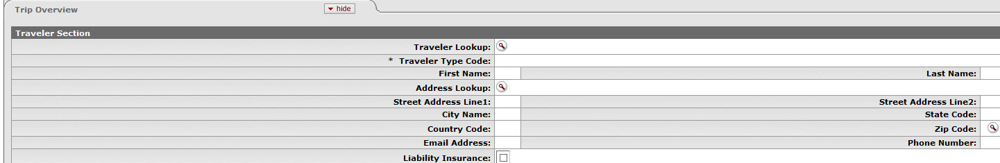 Trip Overview hide
Traveler Section
Traveler Lookup:
* Traveler Type Code:
First Name: Last Name:
Address Lookup:
Street Address Line1: Street Address Line2:
City Name: State Code:
Country Code: Zip Code:
Email Address: Phone Number:
Liability Insurance: